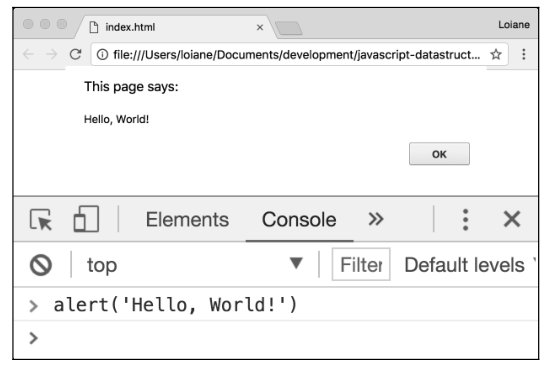 index.html × Loiane
file:///Users/loiane/Documents/development/javascript-datastruct...
This page says:
Hello, World!
OK
Elements Console »
top Filter Default levels
> alert('Hello, World!')
>